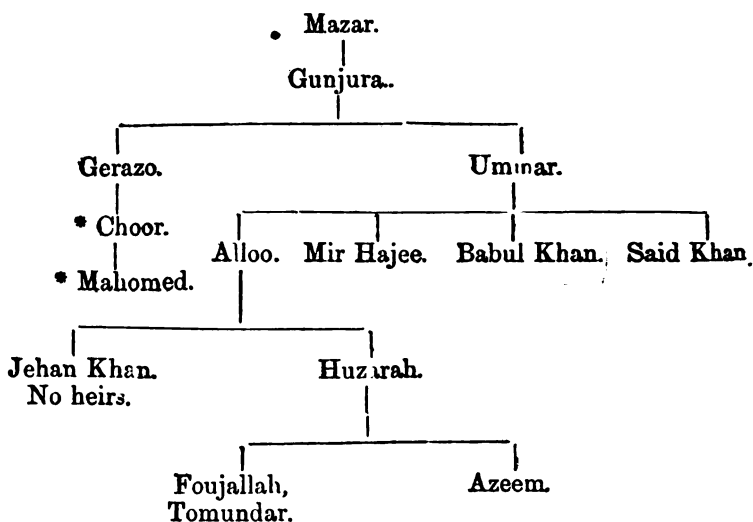 Mazar.
Gunjura..
Gerazo. Ummar.
* Choor.
Alloo. Mir Hajee. Babul Khan. Said Khan.
* Mahomed.
Jehan Khan. Huzarah.
No heirs.
Foujallah, Azeem.
Tomundar.